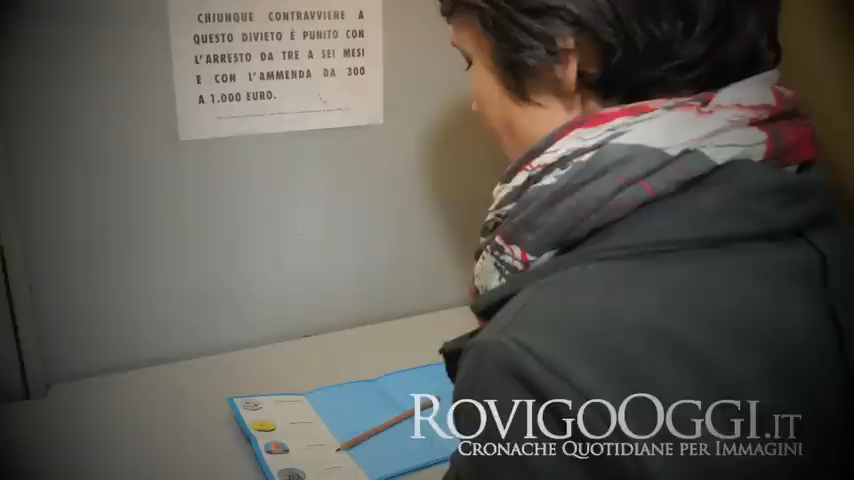 CHIUNQUE CONTRAVVIENE A
QUESTO DIVIETO È PUNITO CON
L'ARRESTO DA TRE A SEI MESI
E CON L'AMMENDA DA 300
A 1.000 EURO.
ROVIGOOGGI.IT
CRONACHE QUOTIDIANE PER IMMAGINI